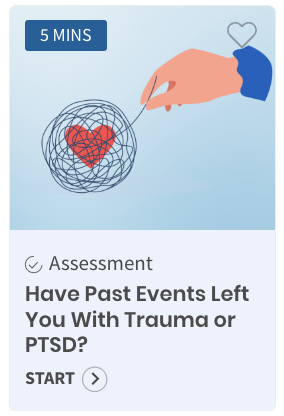 5 MINS
Assessment
Have Past Events Left
You With Trauma or
PTSD?
START